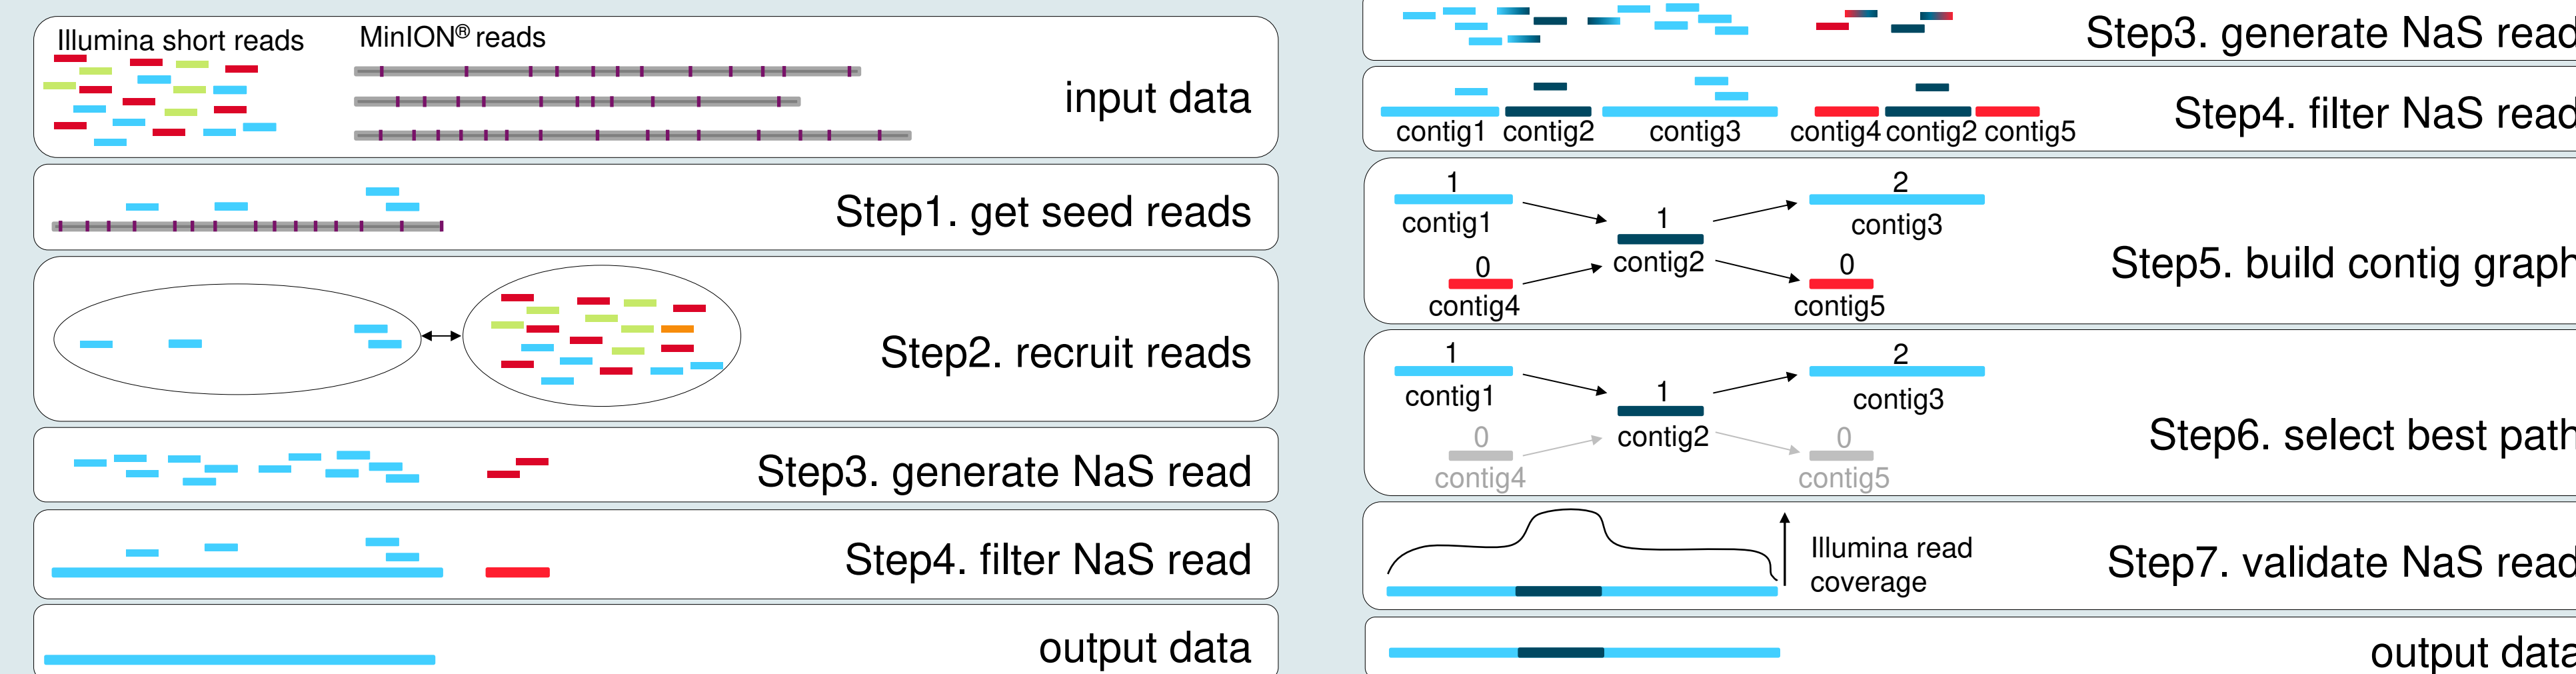 Illumina short reads
MinION® reads
input data
Step1. get seed reads
Step2. recruit reads
Step3. generate NaS read
Step4. filter NaS read
output data
Step3. generate NaS read
contig1 contig2 contig3 contig4 contig2 contig5
Step4. filter NaS read
1
contig1
2
contig3
1
contig2
0
contig4
0
contig5
Step5. build contig graph
1
contig1
2
contig3
1
contig2
0
contig4
0
contig5
Step6. select best path
Illumina read
coverage
Step7. validate NaS read
output data